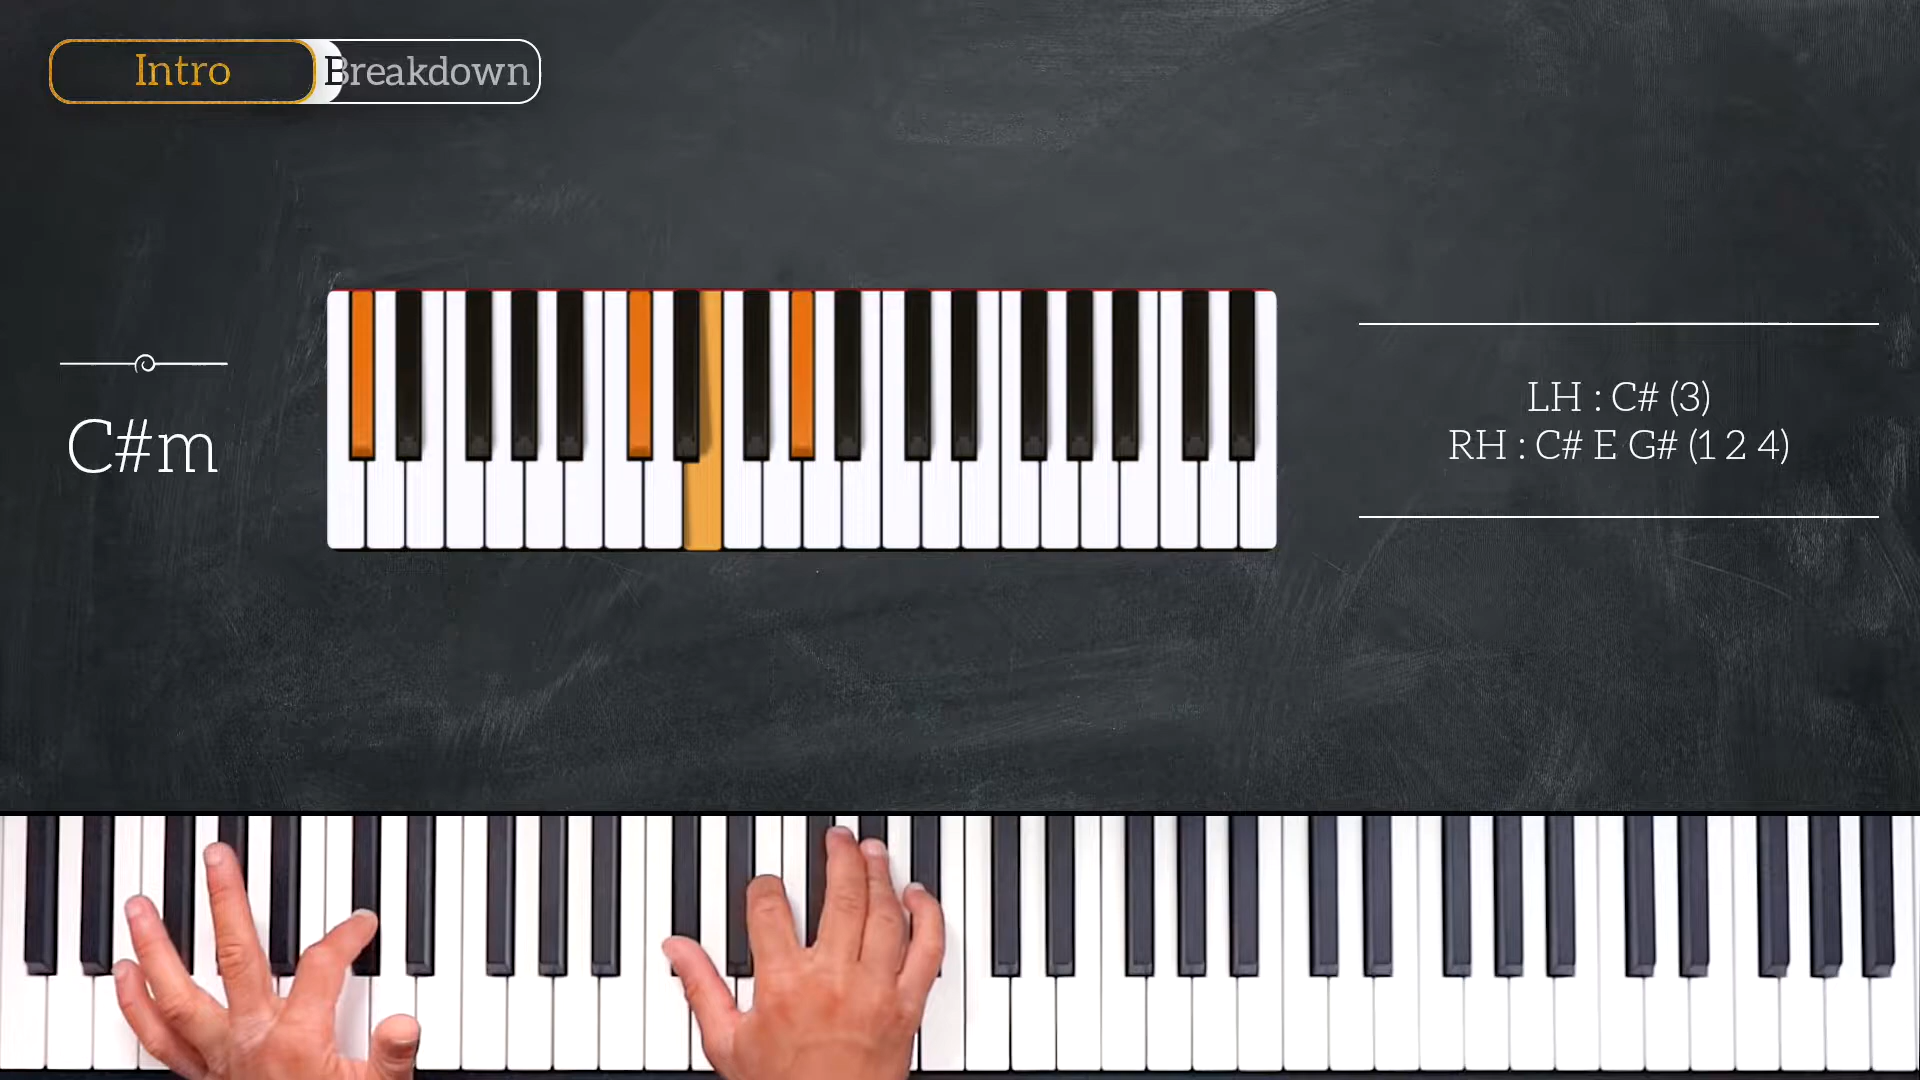 Intro Breakdown
C#m
LH : C# (3)
RH : C# E G# (1 2 4)